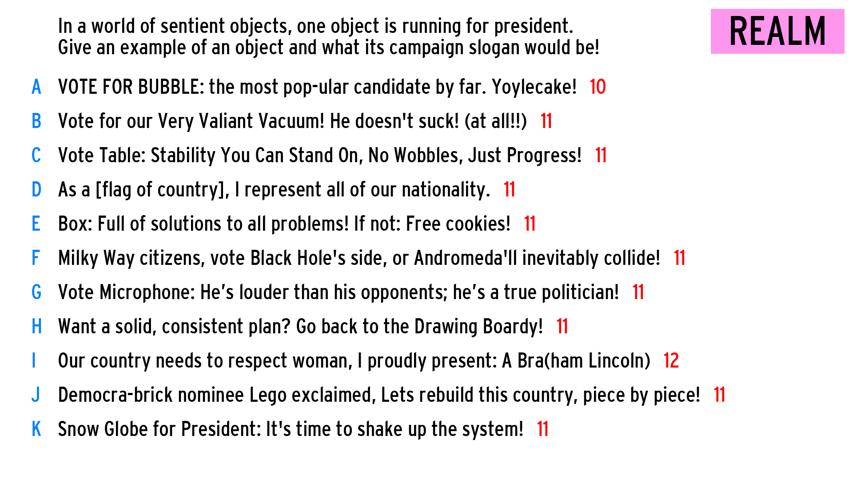 In a world of sentient objects, one object is running for president.
Give an example of an object and what its campaign slogan would be!
REALM
A VOTE FOR BUBBLE: the most pop-ular candidate by far. Yoylecake! 10
B Vote for our Very Valiant Vacuum! He doesn't suck! (at all!!) 11
C Vote Table: Stability You Can Stand On, No Wobbles, Just Progress! 11
D As a [flag of country], I represent all of our nationality. 11
E Box: Full of solutions to all problems! If not: Free cookies! 11
F Milky Way citizens, vote Black Hole's side, or Andromeda'll inevitably collide! 11
G Vote Microphone: He’s louder than his opponents; he’s a true politician! 11
H Want a solid, consistent plan? Go back to the Drawing Boardy! 11
I Our country needs to respect woman, I proudly present: A Bra(ham Lincoln) 12
J Democra-brick nominee Lego exclaimed, Lets rebuild this country, piece by piece! 11
K Snow Globe for President: It's time to shake up the system! 11